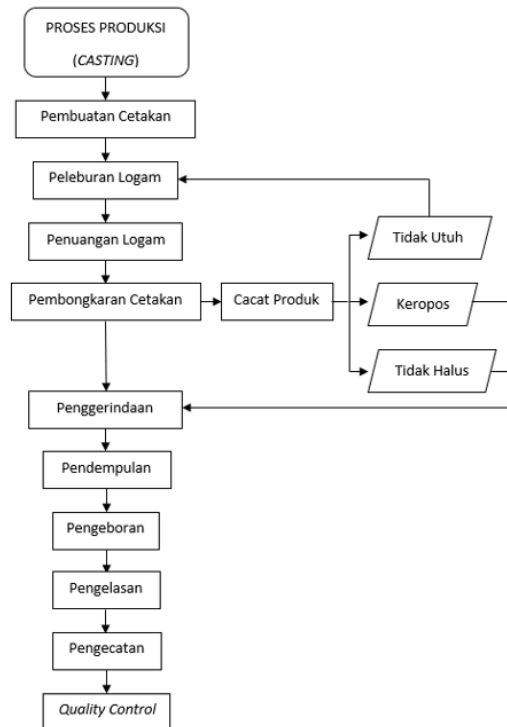 PROSES PRODUKSI
(CASTING)
Pembuatan Cetakan
Peleburan Logam
Penuangan Logam
Tidak Utuh
Pembongkaran Cetakan
Cacat Produk
Keropos
Tidak Halus
Penggerindaan
Pendempulan
Pengeboran
Pengelasan
Pengecatan
Quality Control